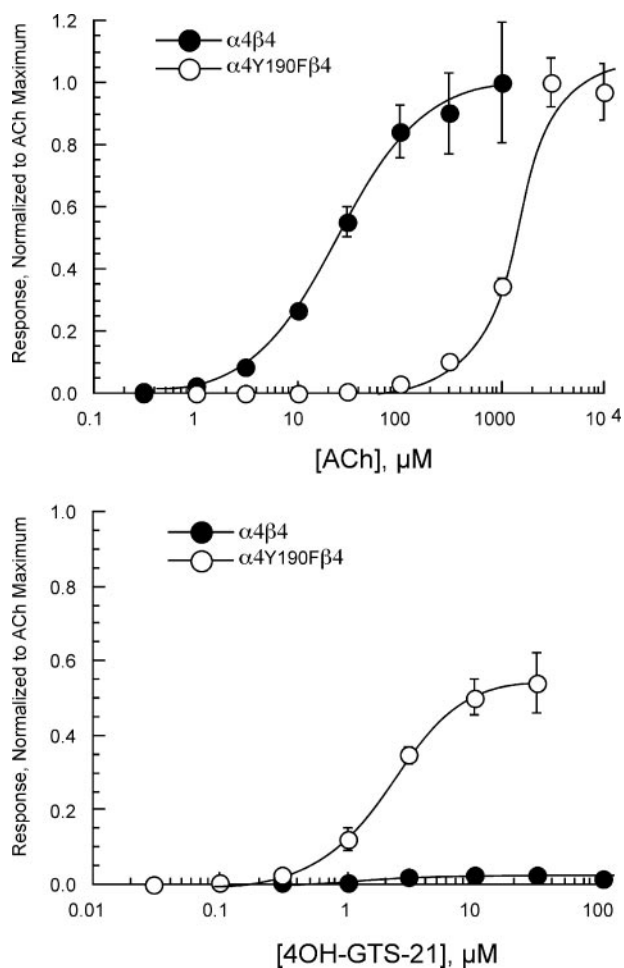 1.2
1.0
0.8
0.6
0.4
0.2
0.0
Response, Normalized to ACh Maximum
α4β4
α4Y190Fβ4
0.1 1 10 100 1000 10 4
[ACh], μM
1.0
0.8
0.6
0.4
0.2
0.0
Response, Normalized to ACh Maximum
α4β4
α4Y190Fβ4
0.01 0.1 1 10 100
[4OH-GTS-21], μM